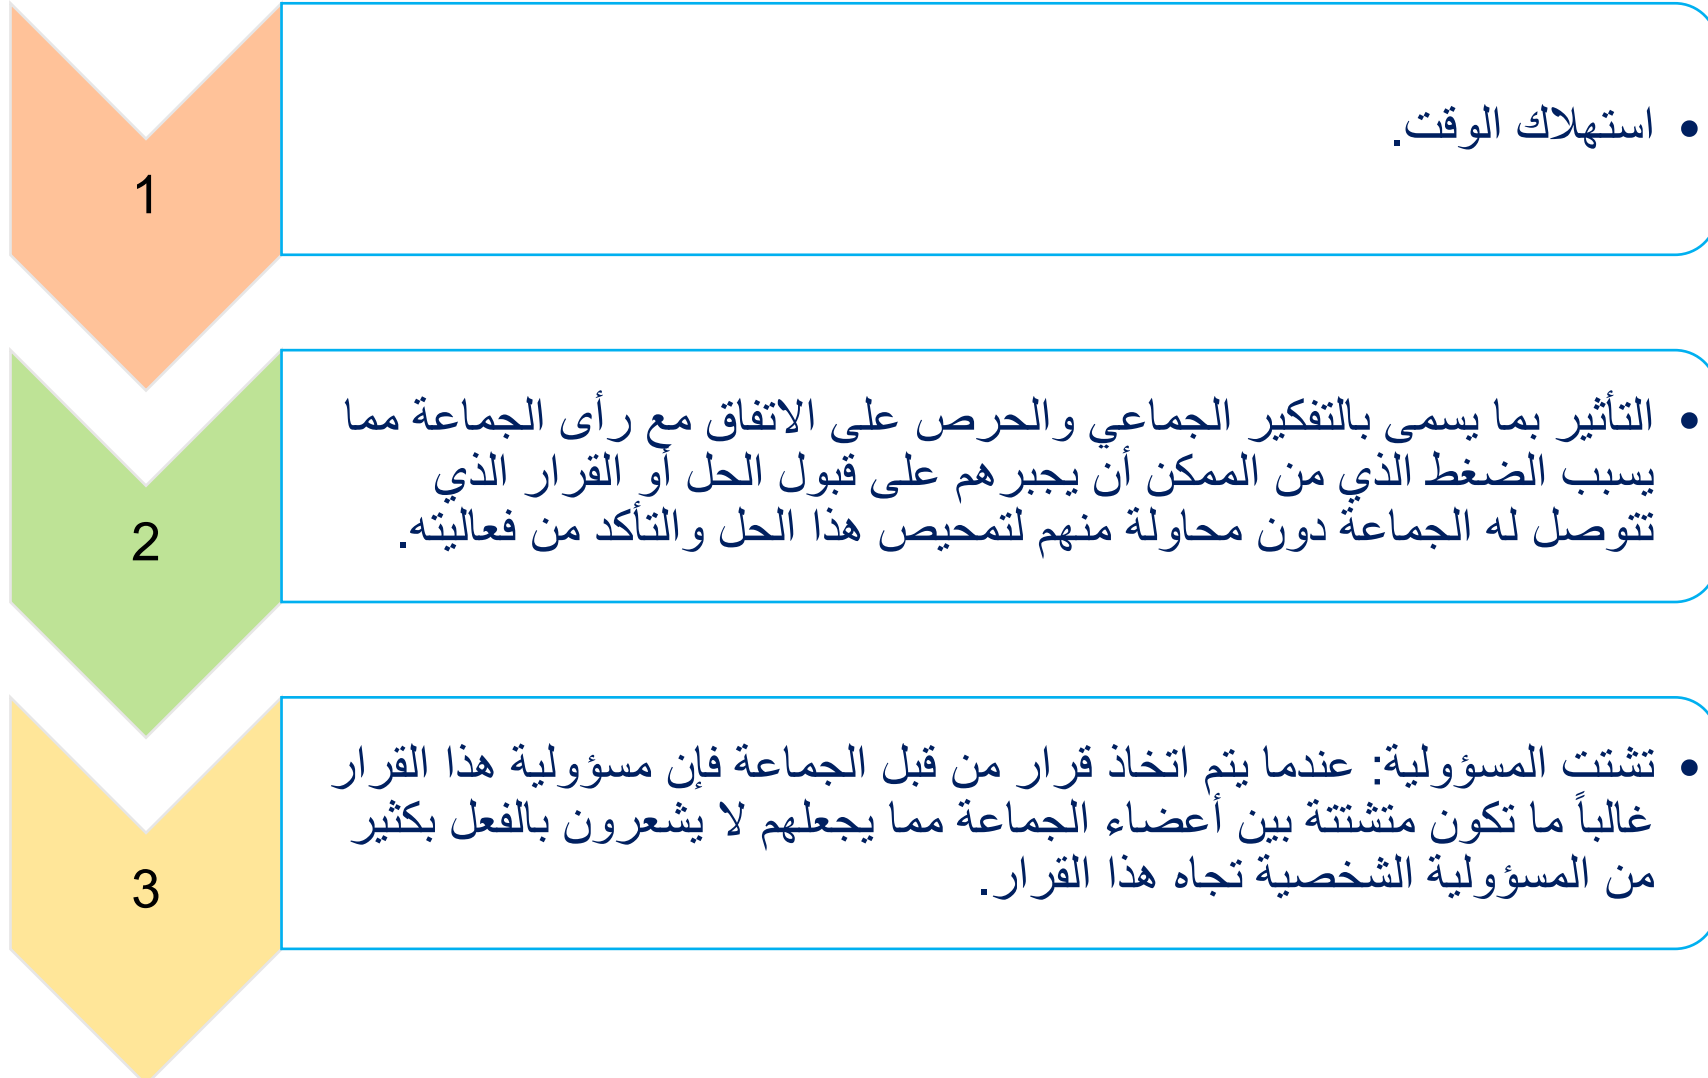 1
• استهلاك الوقت.
2
• التأثير بما يسمى بالتفكير الجماعي والحرص على الاتفاق مع رأى الجماعة مما
يسبب الضغط الذي من الممكن أن يجبرهم على قبول الحل أو القرار الذي
تتوصل له الجماعة دون محاولة منهم لتمحيص هذا الحل والتأكد من فعاليته.
3
• تشتت المسؤولية: عندما يتم اتخاذ قرار من قبل الجماعة فإن مسؤولية هذا القرار
غالباً ما تكون متشتتة بين أعضاء الجماعة مما يجعلهم لا يشعرون بالفعل بكثير
من المسؤولية الشخصية تجاه هذا القرار.